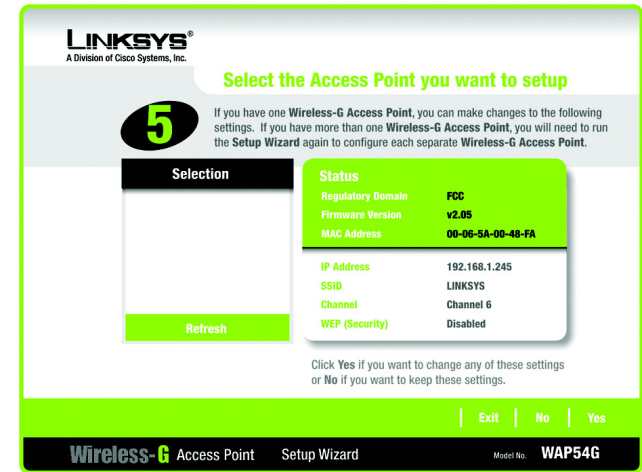 LINKSYS®
A Division of Cisco Systems, Inc.
Select the Access Point you want to setup
5
If you have one Wireless-G Access Point, you can make changes to the following
settings. If you have more than one Wireless-G Access Point, you will need to run
the Setup Wizard again to configure each separate Wireless-G Access Point.
Selection
Refresh
Status
Regulatory Domain FCC
Firmware Version v2.05
MAC Address 00-06-5A-00-48-FA
IP Address 192.168.1.245
SSID LINKSYS
Channel Channel 6
WEP (Security) Disabled
Click Yes if you want to change any of these settings
or No if you want to keep these settings.
Exit No Yes
Wireless-G Access Point Setup Wizard Model No. WAP54G